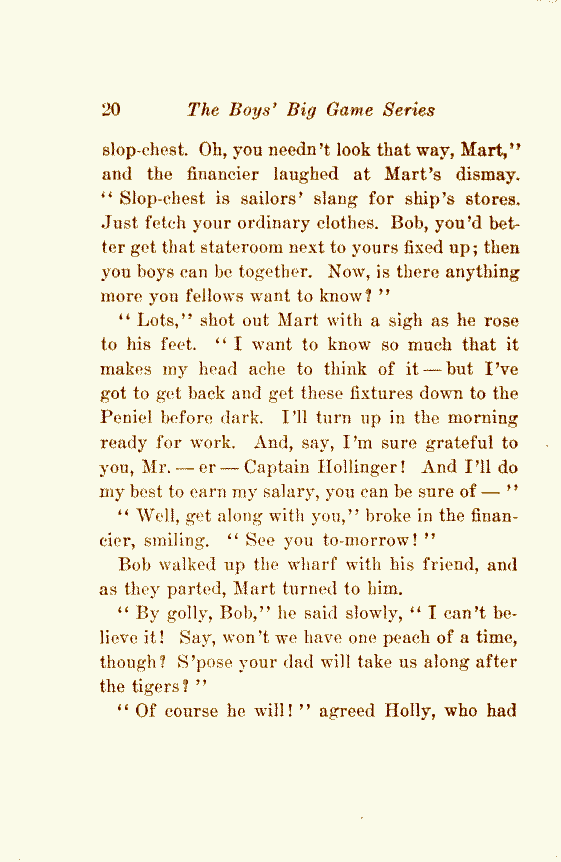 20 The Boys' Big Game Series
slop-chest. Oh, you needn't look that way, Mart,"
and the financier laughed at Mart's dismay.
"Slop-chest is sailors' slang for ship's stores.
Just fetch your ordinary clothes. Bob, you'd bet-
ter get that stateroom next to yours fixed up; then
you boys can be together. Now, is there anything
more you fellows want to know?"
"Lots," shot out Mart with a sigh as he rose
to his feet. "I want to know so much that it
makes my head ache to think of it—but I've
got to get back and get these fixtures down to the
Peniel before dark. I'll turn up in the morning
ready for work. And, say, I'm sure grateful to
you, Mr.—er—Captain Hollinger! And I'll do
my best to earn my salary, you can be sure of—"
"Well, get along with you," broke in the finan-
cier, smiling. "See you to-morrow!"
Bob walked up the wharf with his friend, and
as they parted, Mart turned to him.
"By golly, Bob," he said slowly, "I can't be-
lieve it! Say, won't we have one peach of a time,
though? S'pose your dad will take us along after
the tigers?"
"Of course he will!" agreed Holly, who had